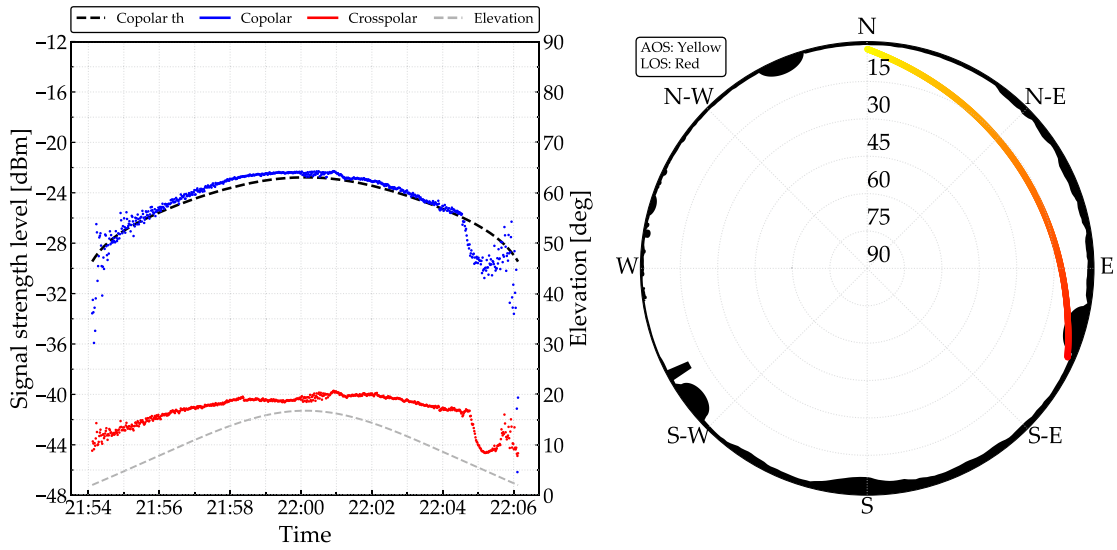 Copolar th Copolar Crosspolar Elevation
Signal strength level [dBm]
−12
−16
−20
−24
−28
−32
−36
−40
−44
−48
90
80
70
60
50
40
30
20
10
0
Elevation [deg]
21:54 21:56 21:58 22:00 22:02 22:04 22:06
Time
AOS: Yellow
LOS: Red
N
N-E
E
S-E
S
S-W
W
N-W
15
30
45
60
75
90